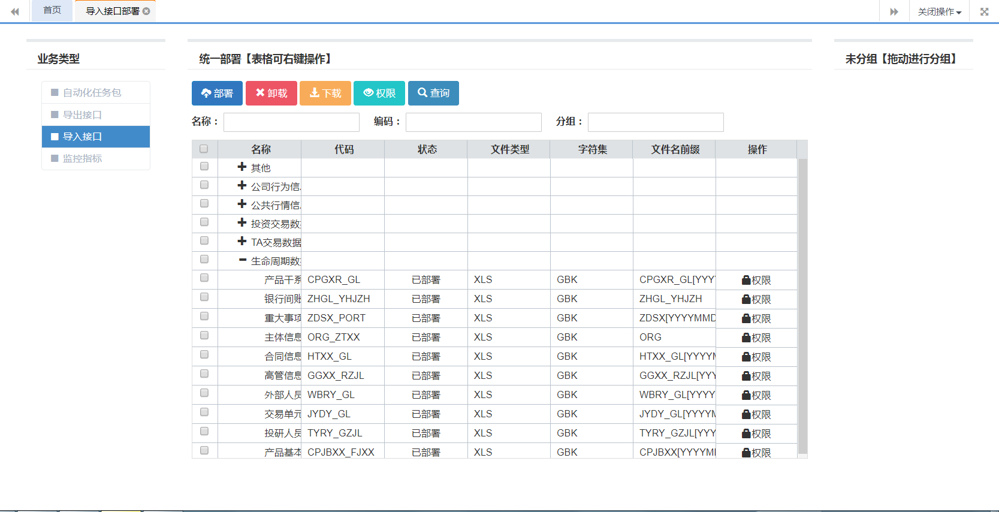 首页 导入接口部署 关闭操作
业务类型
自动化任务包
导出接口
导入接口
监控指标
统一部署【表格可右键操作】
部署 卸载 下载 权限 查询
名称： 编码： 分组：
名称 代码 状态 文件类型 字符集 文件名前缀 操作
其他
公司行为信
公共行情信
投资交易数
TA交易数据
生命周期数
产品干系 CPGXR_GL 已部署 XLS GBK CPGXR_GL[YYY 权限
银行间账 ZHGL_YHJZH 已部署 XLS GBK ZHGL_YHJZH 权限
重大事项 ZDSX_PORT 已部署 XLS GBK ZDSX[YYYYMMD 权限
主体信息 ORG_ZTXX 已部署 XLS GBK ORG 权限
合同信息 HTXX_GL 已部署 XLS GBK HTXX_GL[YYYYM 权限
高管信息 GGXX_RZJL 已部署 XLS GBK GGXX_RZJL[YYY 权限
外部人员 WBRY_GL 已部署 XLS GBK WBRY_GL[YYYY 权限
交易单元 JYDY_GL 已部署 XLS GBK JYDY_GL[YYYYM 权限
投研人员 TYRY_GZJL 已部署 XLS GBK TYRY_GZJL[YYY 权限
产品基本 CPJBXX_FJXX 已部署 XLS GBK CPJBXX[YYYYMM 权限
未分组【拖动进行分组】